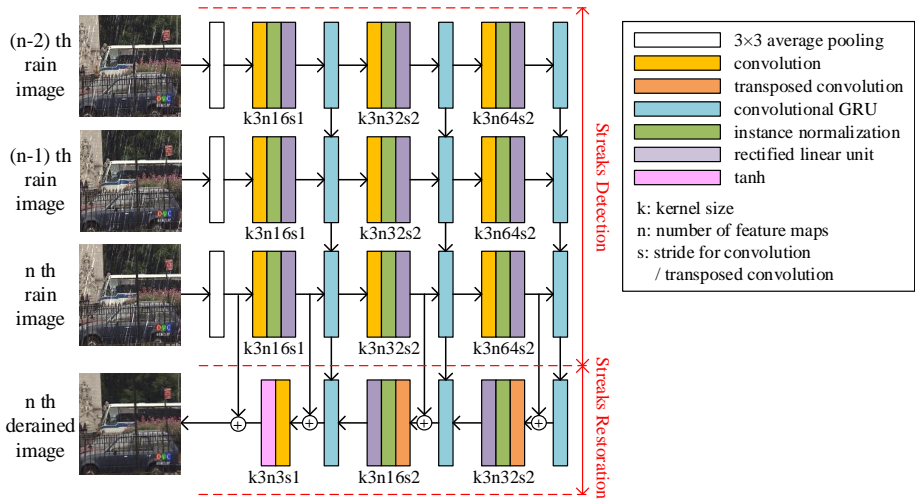 (n-2) th
rain
image
k3n16s1
k3n32s2
k3n64s2
(n-1) th
rain
image
k3n16s1
k3n32s2
k3n64s2
n th
rain
image
k3n16s1
k3n32s2
k3n64s2
n th
derained
image
k3n3s1
k3n16s2
k3n32s2
Streaks Detection
Streaks Restoration
3×3 average pooling
convolution
transposed convolution
convolutional GRU
instance normalization
rectified linear unit
tanh
k: kernel size
n: number of feature maps
s: stride for convolution
/ transposed convolution